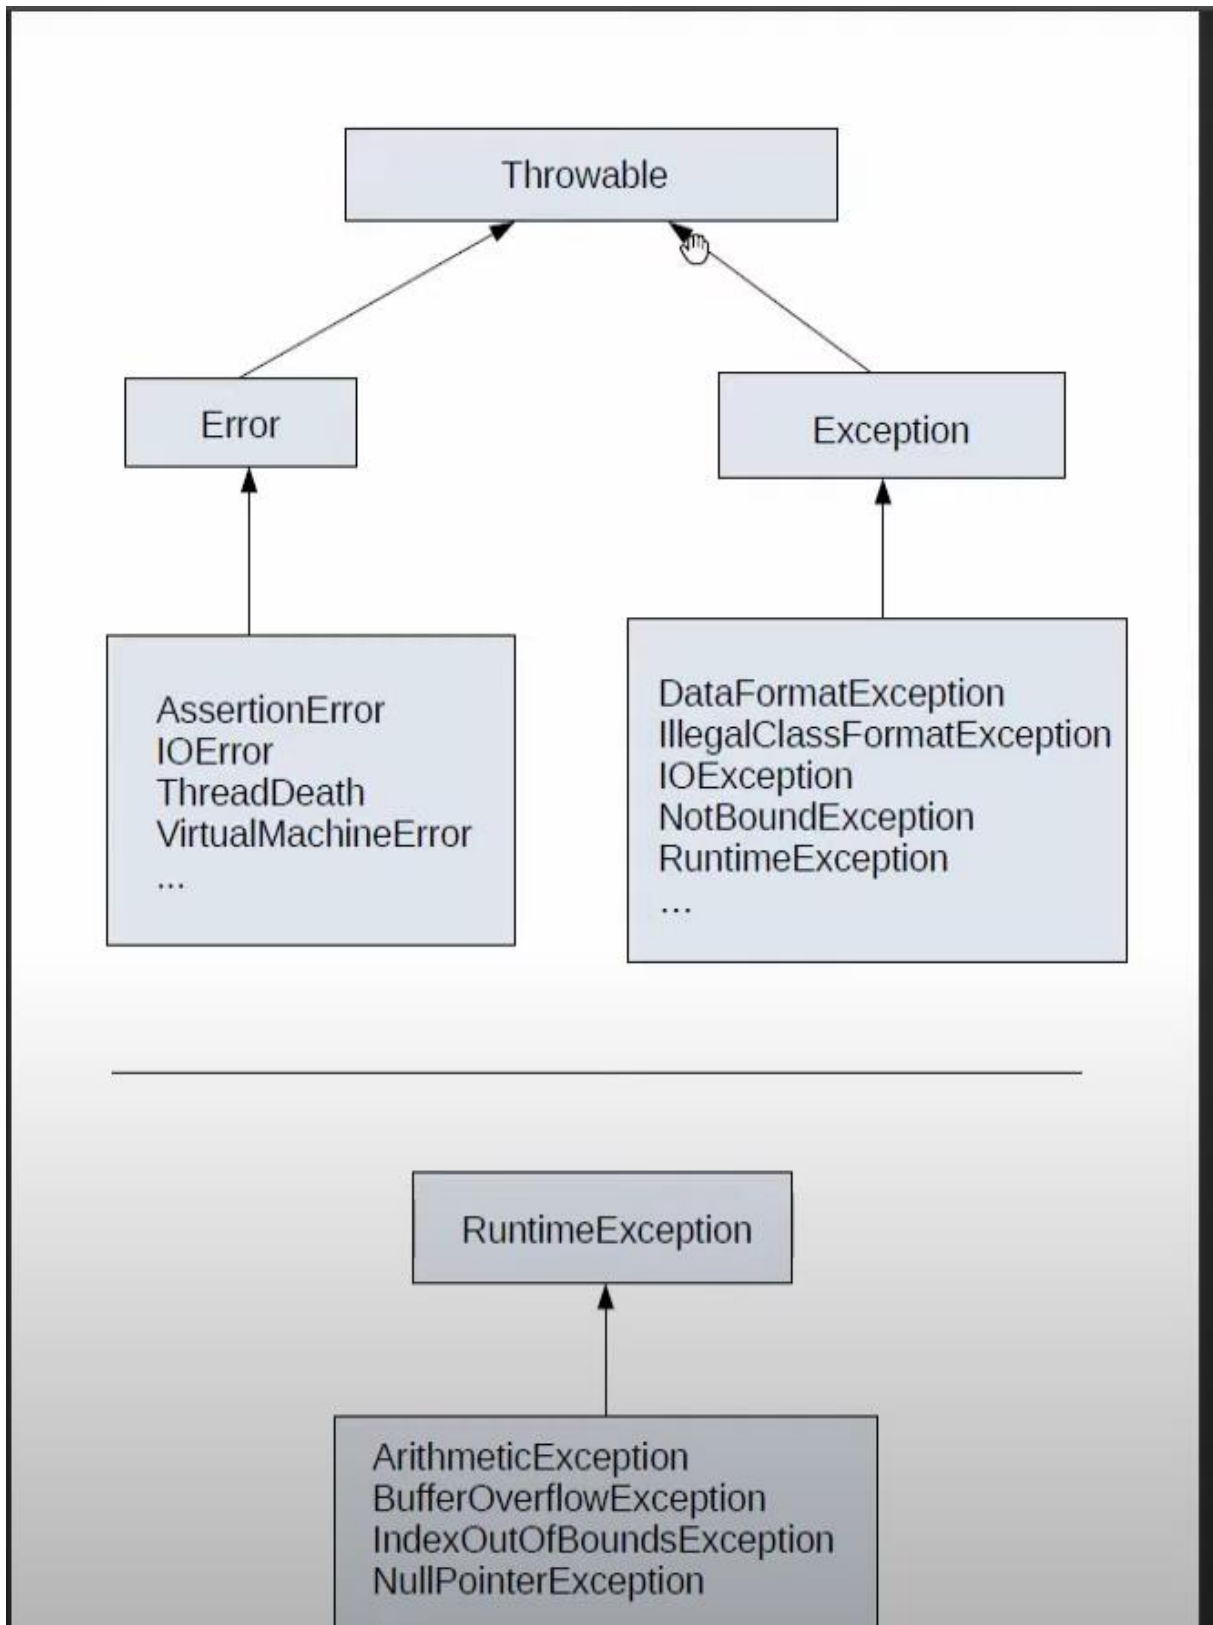 Throwable
Error
Exception
AssertionError
IOError
ThreadDeath
VirtualMachineError
...
DataFormatException
IllegalClassFormatException
IOException
NotBoundException
RuntimeException
...
RuntimeException
ArithmeticException
BufferOverflowException
IndexOutOfBoundsException
NullPointerException